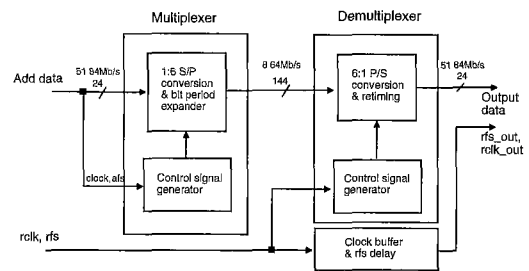 Multiplexer
Demultiplexer
51 84Mb/s
24
1:6 S/P
conversion
& bit period
expander
8 64Mb/s
144
6:1 P/S
conversion
& retiming
51 84Mb/s
24
Add data
Output
data
rfs_out,
rclk_out
clock, afs
Control signal
generator
Control signal
generator
rclk, rfs
Clock buffer
& rfs delay